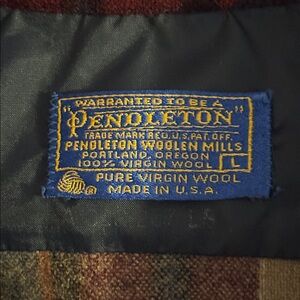 WARRANTED TO BE A
"PENDLETON"
TRADE MARK REG. U.S. PAT. OFF.
PENDLETON WOOLEN MILLS
PORTLAND, OREGON
100% VIRGIN WOOL
L
PURE VIRGIN WOOL
®
MADE IN U.S.A.